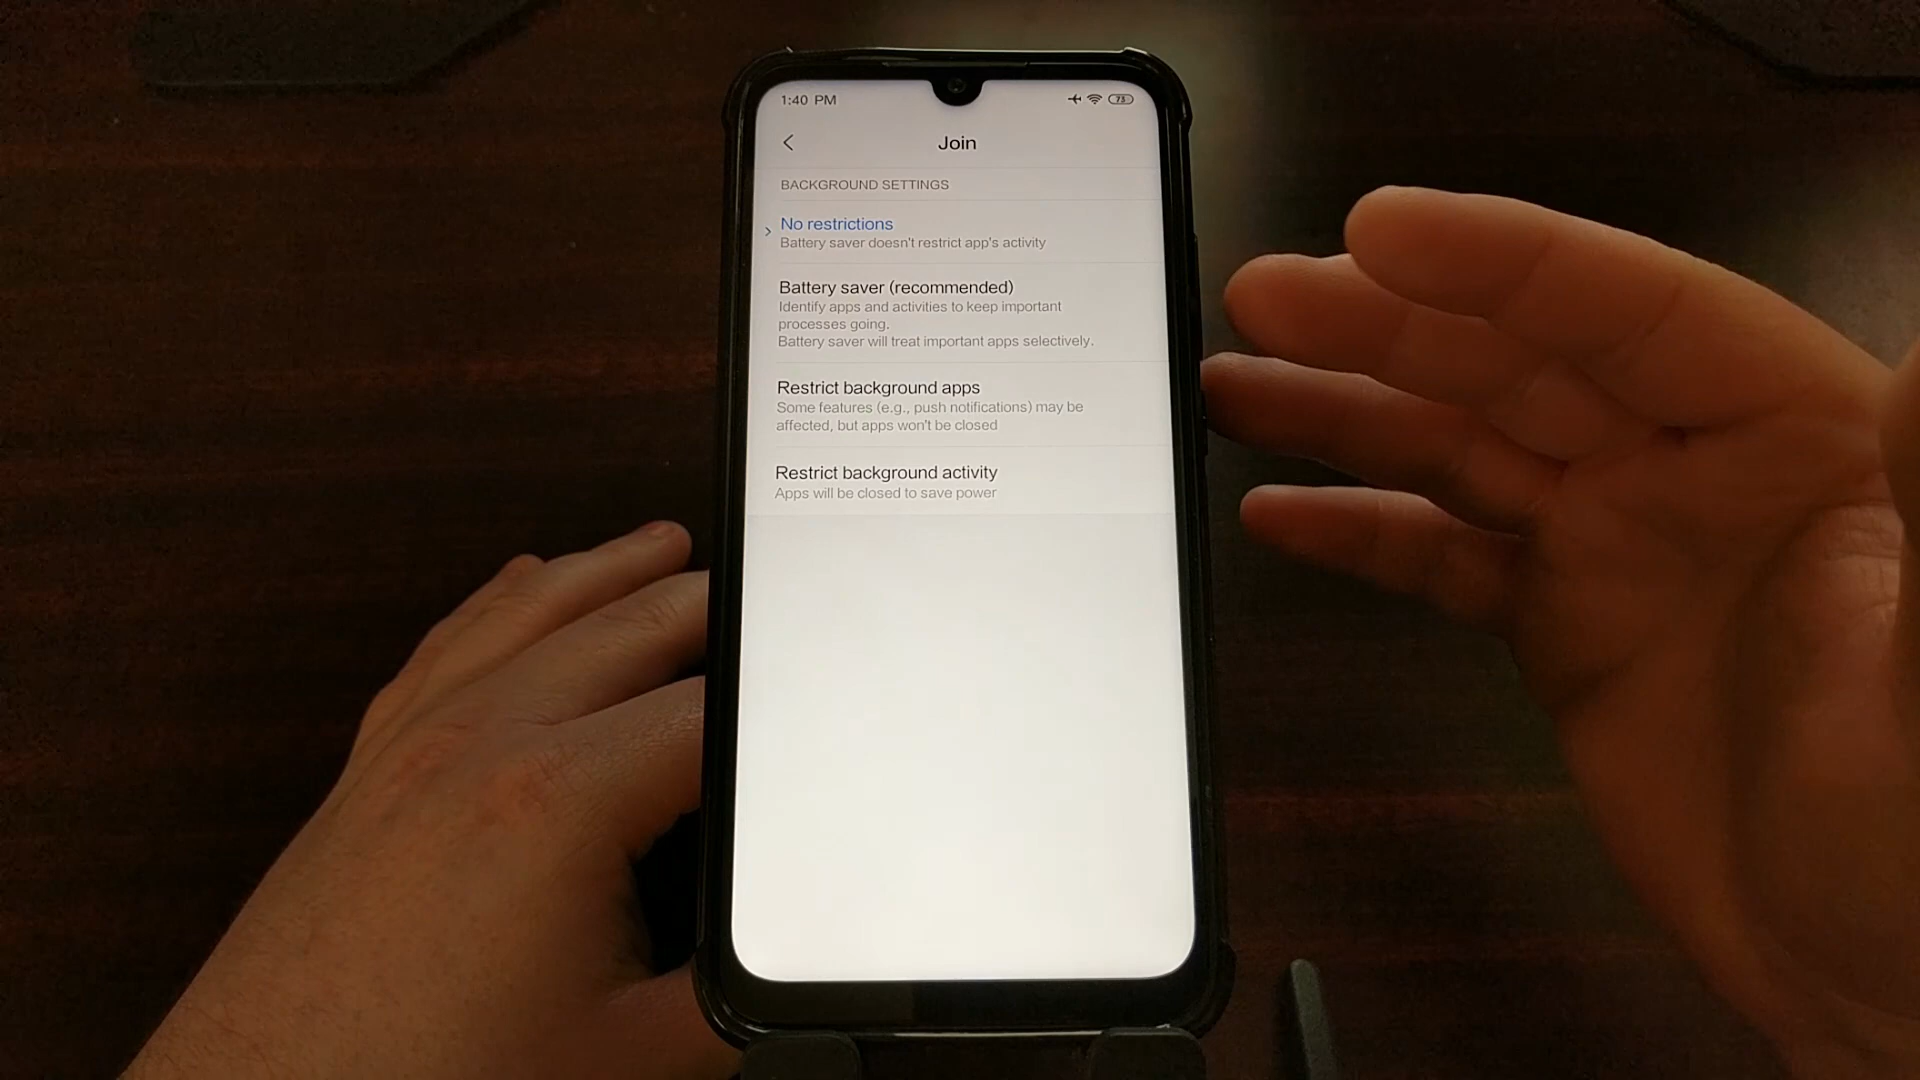 1:40 PM
73
Join
BACKGROUND SETTINGS
No restrictions
Battery saver doesn't restrict app's activity
Battery saver (recommended)
Identify apps and activities to keep important
processes going.
Battery saver will treat important apps selectively.
Restrict background apps
Some features (e.g., push notifications) may be
affected, but apps won't be closed
Restrict background activity
Apps will be closed to save power